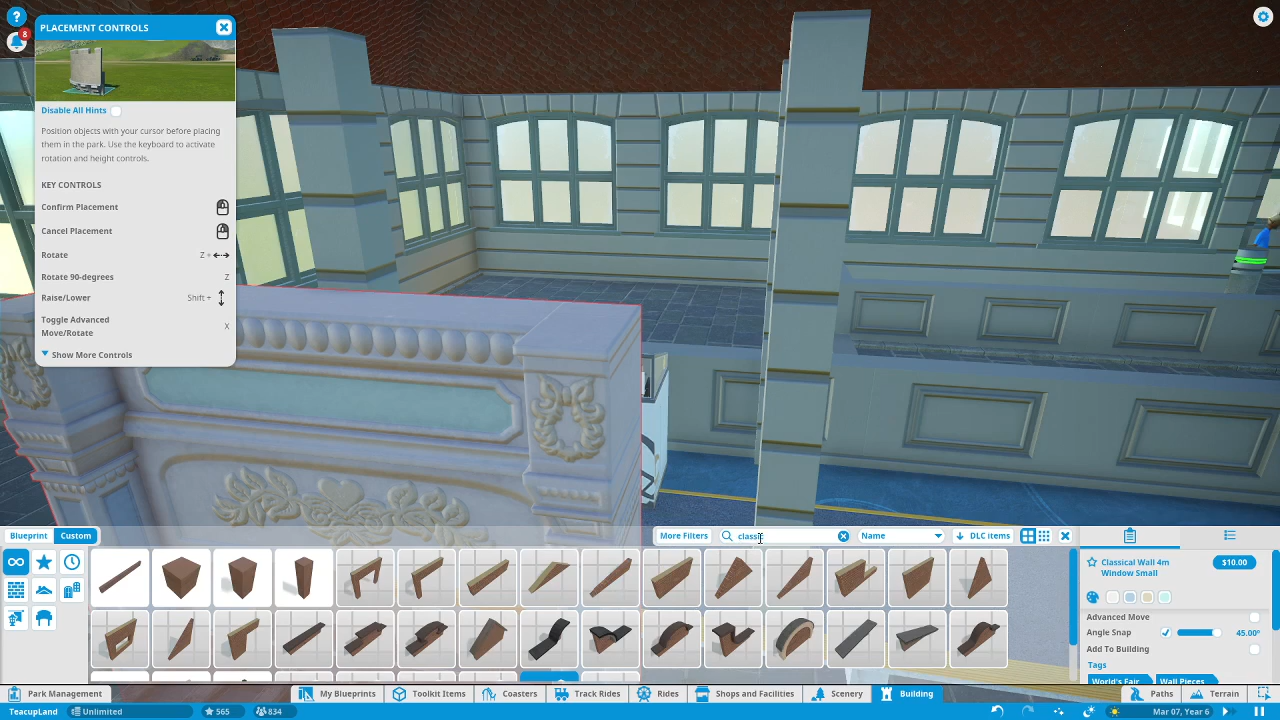 ?
8
PLACEMENT CONTROLS
Disable All Hints
Position objects with your cursor before placing
them in the park. Use the keyboard to activate
rotation and height controls.
KEY CONTROLS
Confirm Placement
Cancel Placement
Rotate Z +
Rotate 90-degrees Z
Raise/Lower Shift +
Toggle Advanced
Move/Rotate X
Show More Controls
Blueprint Custom More Filters classi Name DLC items
Classical Wall 4m
Window Small
$10.00
Advanced Move
Angle Snap 45.00°
Add To Building
Tags
World's Fair Wall Pieces
Park Management My Blueprints Toolkit Items Coasters Track Rides Rides Shops and Facilities Scenery Building Paths Terrain
TeacupLand Unlimited 565 834 Mar 07, Year 6